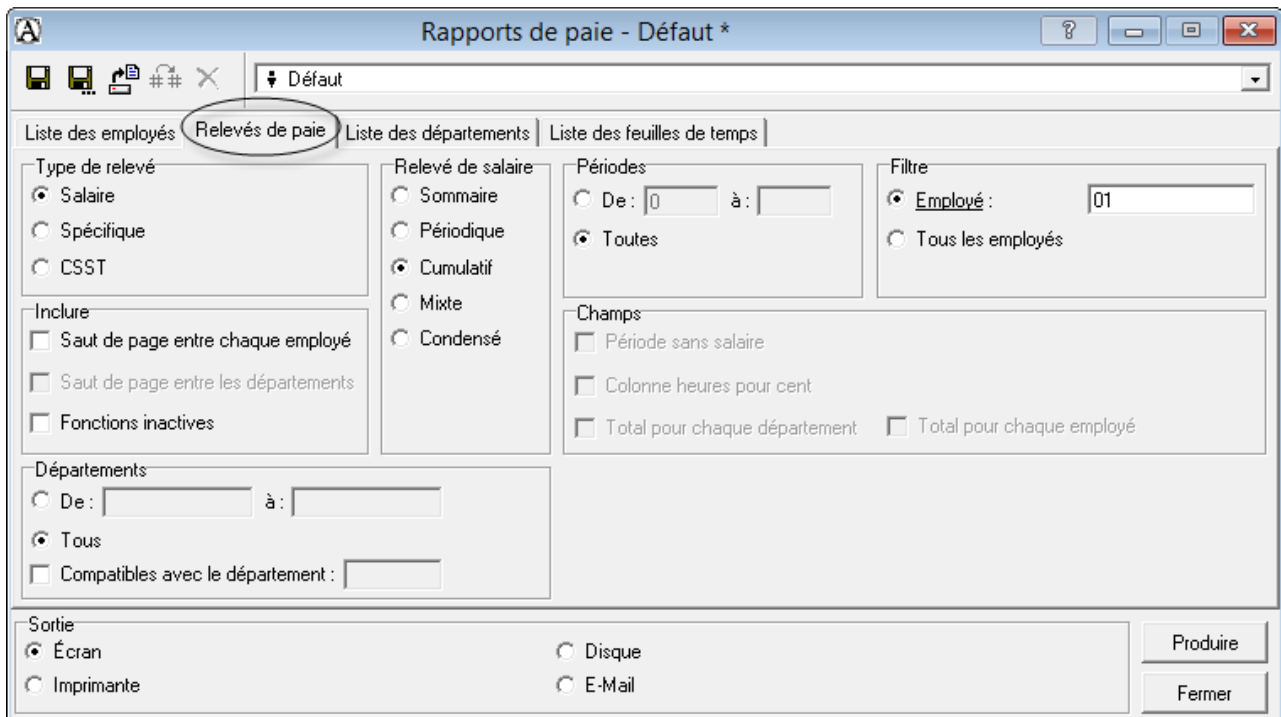 Rapports de paie - Défaut *
Défaut
Liste des employés Relevés de paie Liste des départements Liste des feuilles de temps
Type de relevé
Salaire
Spécifique
CSST
Relevé de salaire
Sommaire
Périodique
Cumulatif
Mixte
Condensé
Périodes
De : 0 à :
Toutes
Filtre
Employé : 01
Tous les employés
Inclure
Saut de page entre chaque employé
Saut de page entre les départements
Fonctions inactives
Champs
Période sans salaire
Colonne heures pour cent
Total pour chaque département Total pour chaque employé
Départements
De : à :
Tous
Compatibles avec le département :
Sortie
Écran
Imprimante
Disque
E-Mail
Produire
Fermer